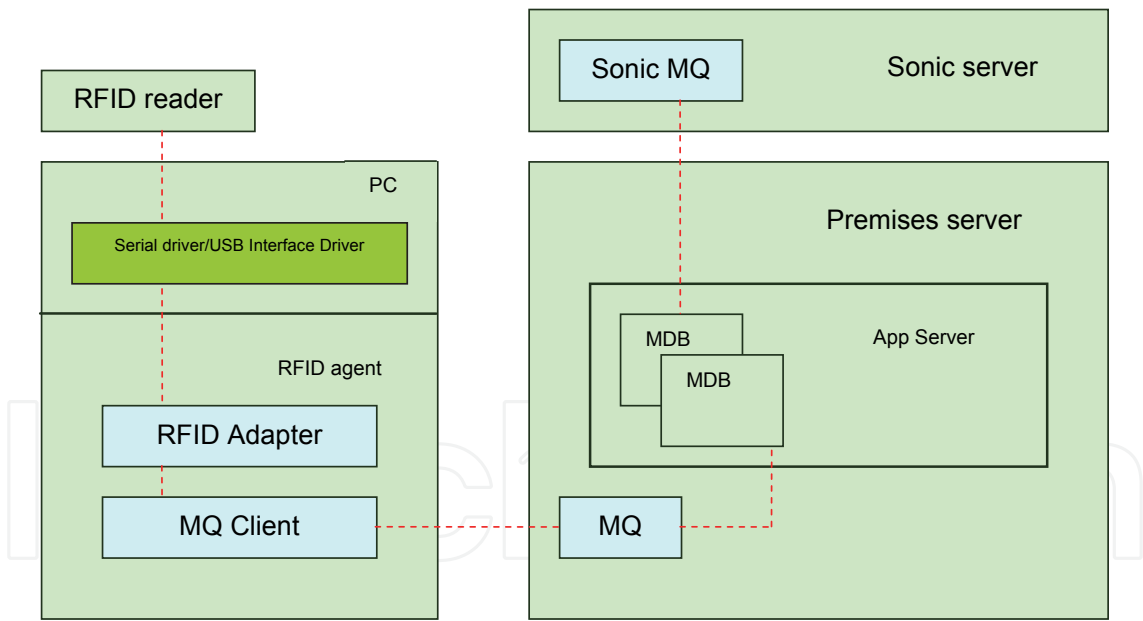 RFID reader
PC
Serial driver/USB Interface Driver
RFID agent
RFID Adapter
MQ Client
Sonic MQ
Sonic server
Premises server
App Server
MDB
MDB
MQ